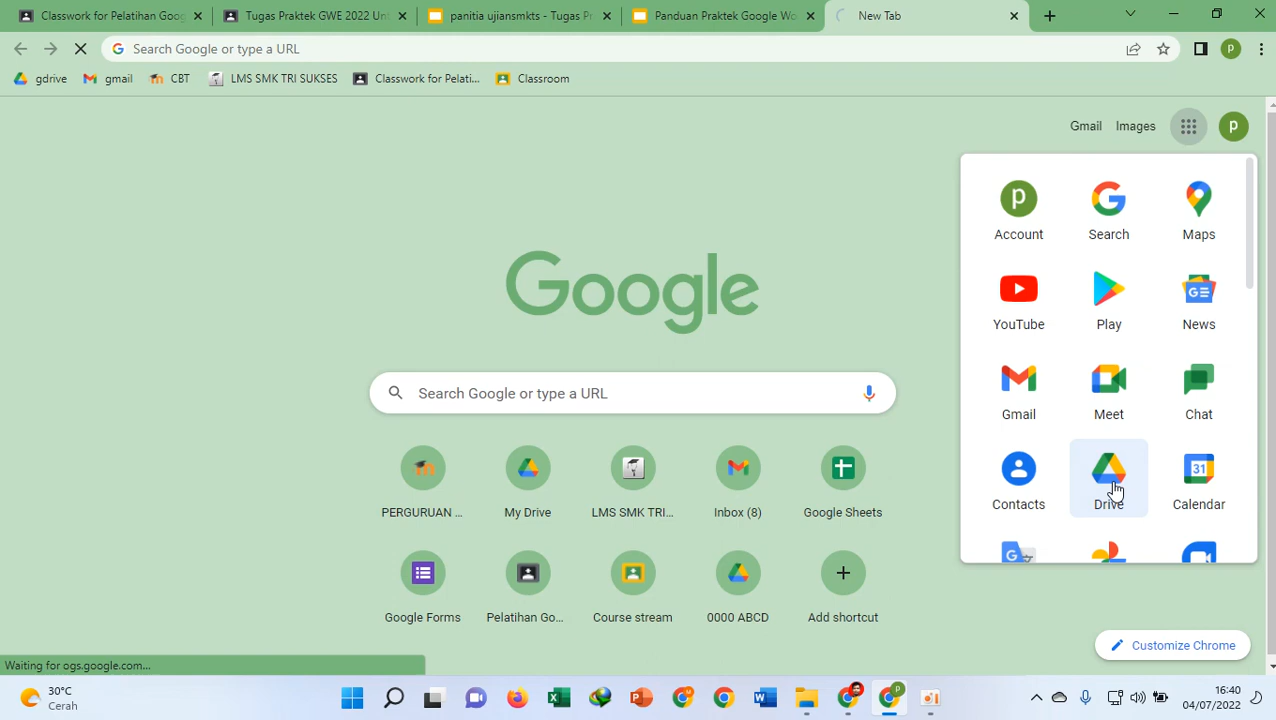 Classwork for Pelatihan Goog
Tugas Praktek GWE 2022 Unt
panitia ujiansmkts - Tugas Pr
Panduan Praktek Google Wo
New Tab
Search Google or type a URL
p
gdrive
gmail
CBT
LMS SMK TRI SUKSES
Classwork for Pelati...
Classroom
Gmail
Images
p
p
Account
Search
Maps
YouTube
Play
News
Gmail
Meet
Chat
Contacts
Drive
31
Calendar
Google
Search Google or type a URL
PERGURUAN ...
My Drive
LMS SMK TRI...
Inbox (8)
Google Sheets
Google Forms
Pelatihan Go...
Course stream
0000 ABCD
Add shortcut
Customize Chrome
Waiting for ogs.google.com...
30°C
Cerah
16:40
04/07/2022